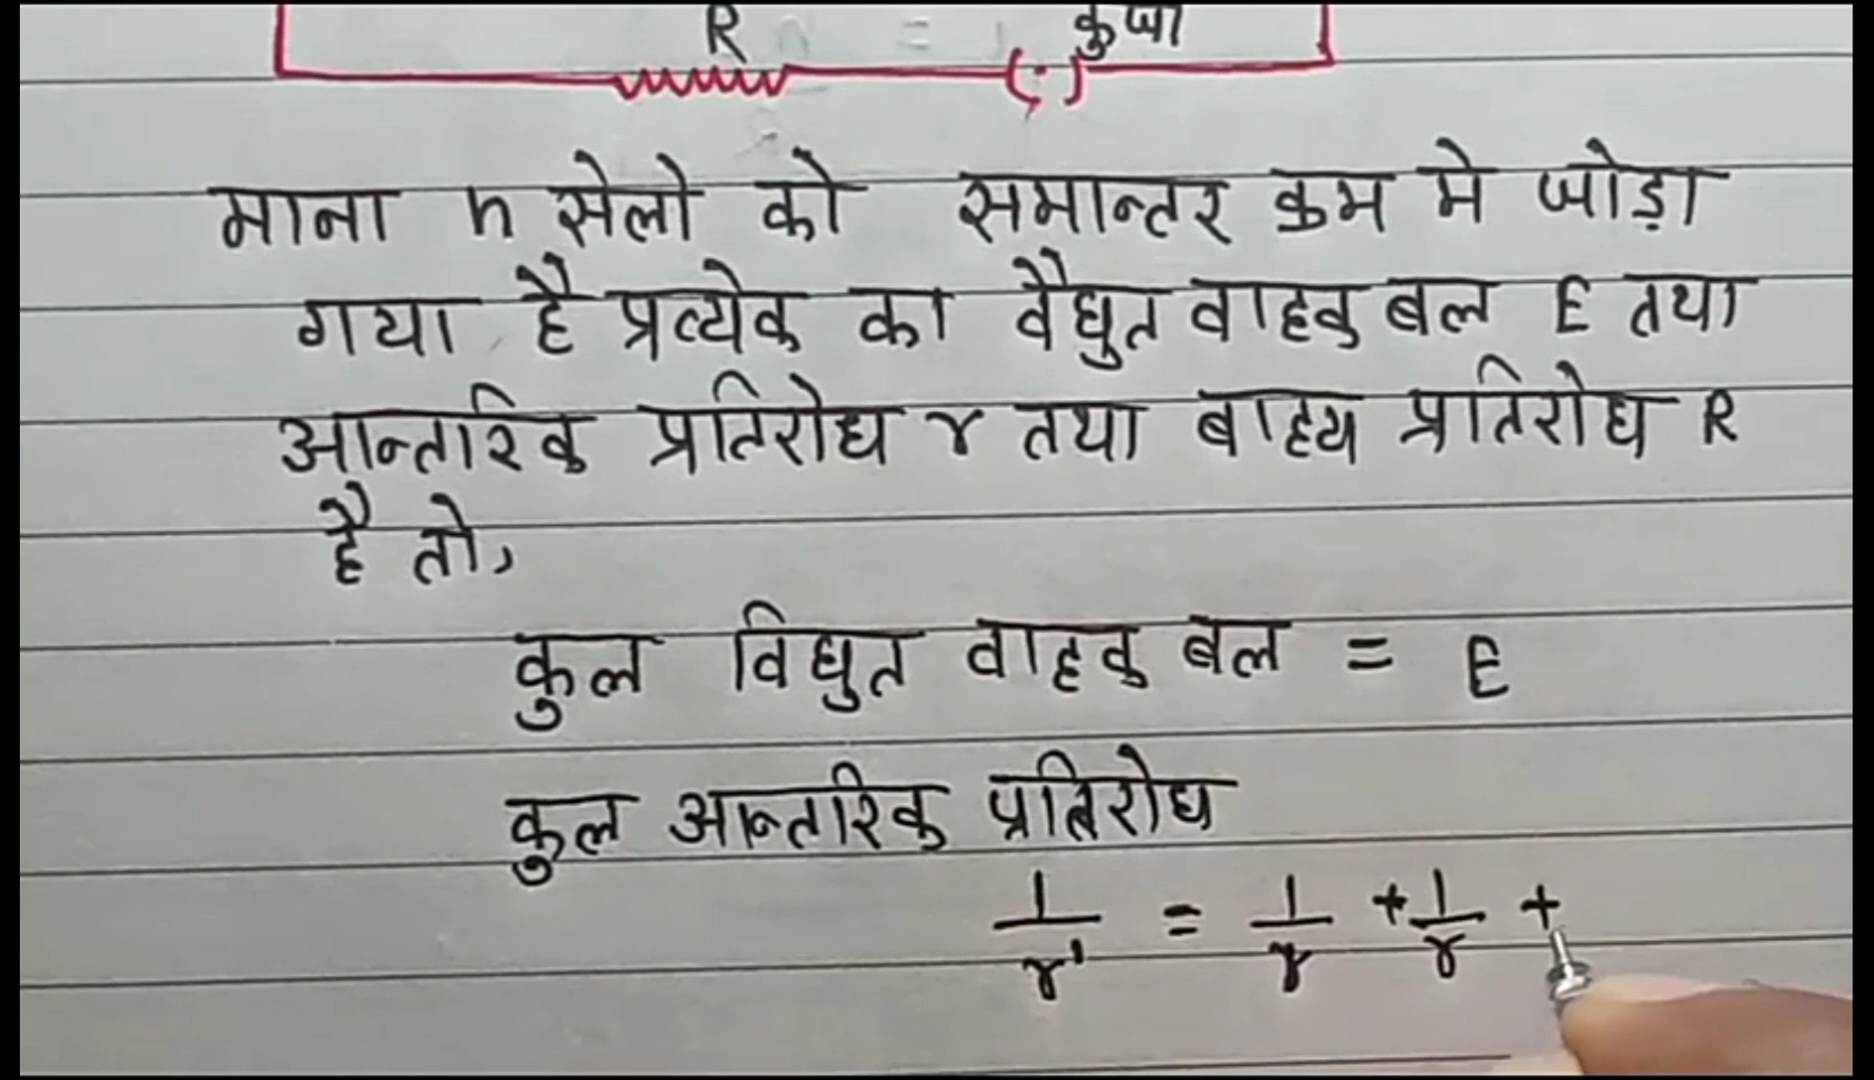 R कुंजी
माना n सेलो को समान्तर क्रम मे जोड़ा
गया है प्रत्येक का वैधुत वाहक बल E तथा
आन्तरिक प्रतिरोध r तथा बाह्य प्रतिरोध R
है तो,
कुल विधुत वाहक बल = E
कुल आन्तरिक प्रतिरोध
1/r' = 1/r + 1/r +